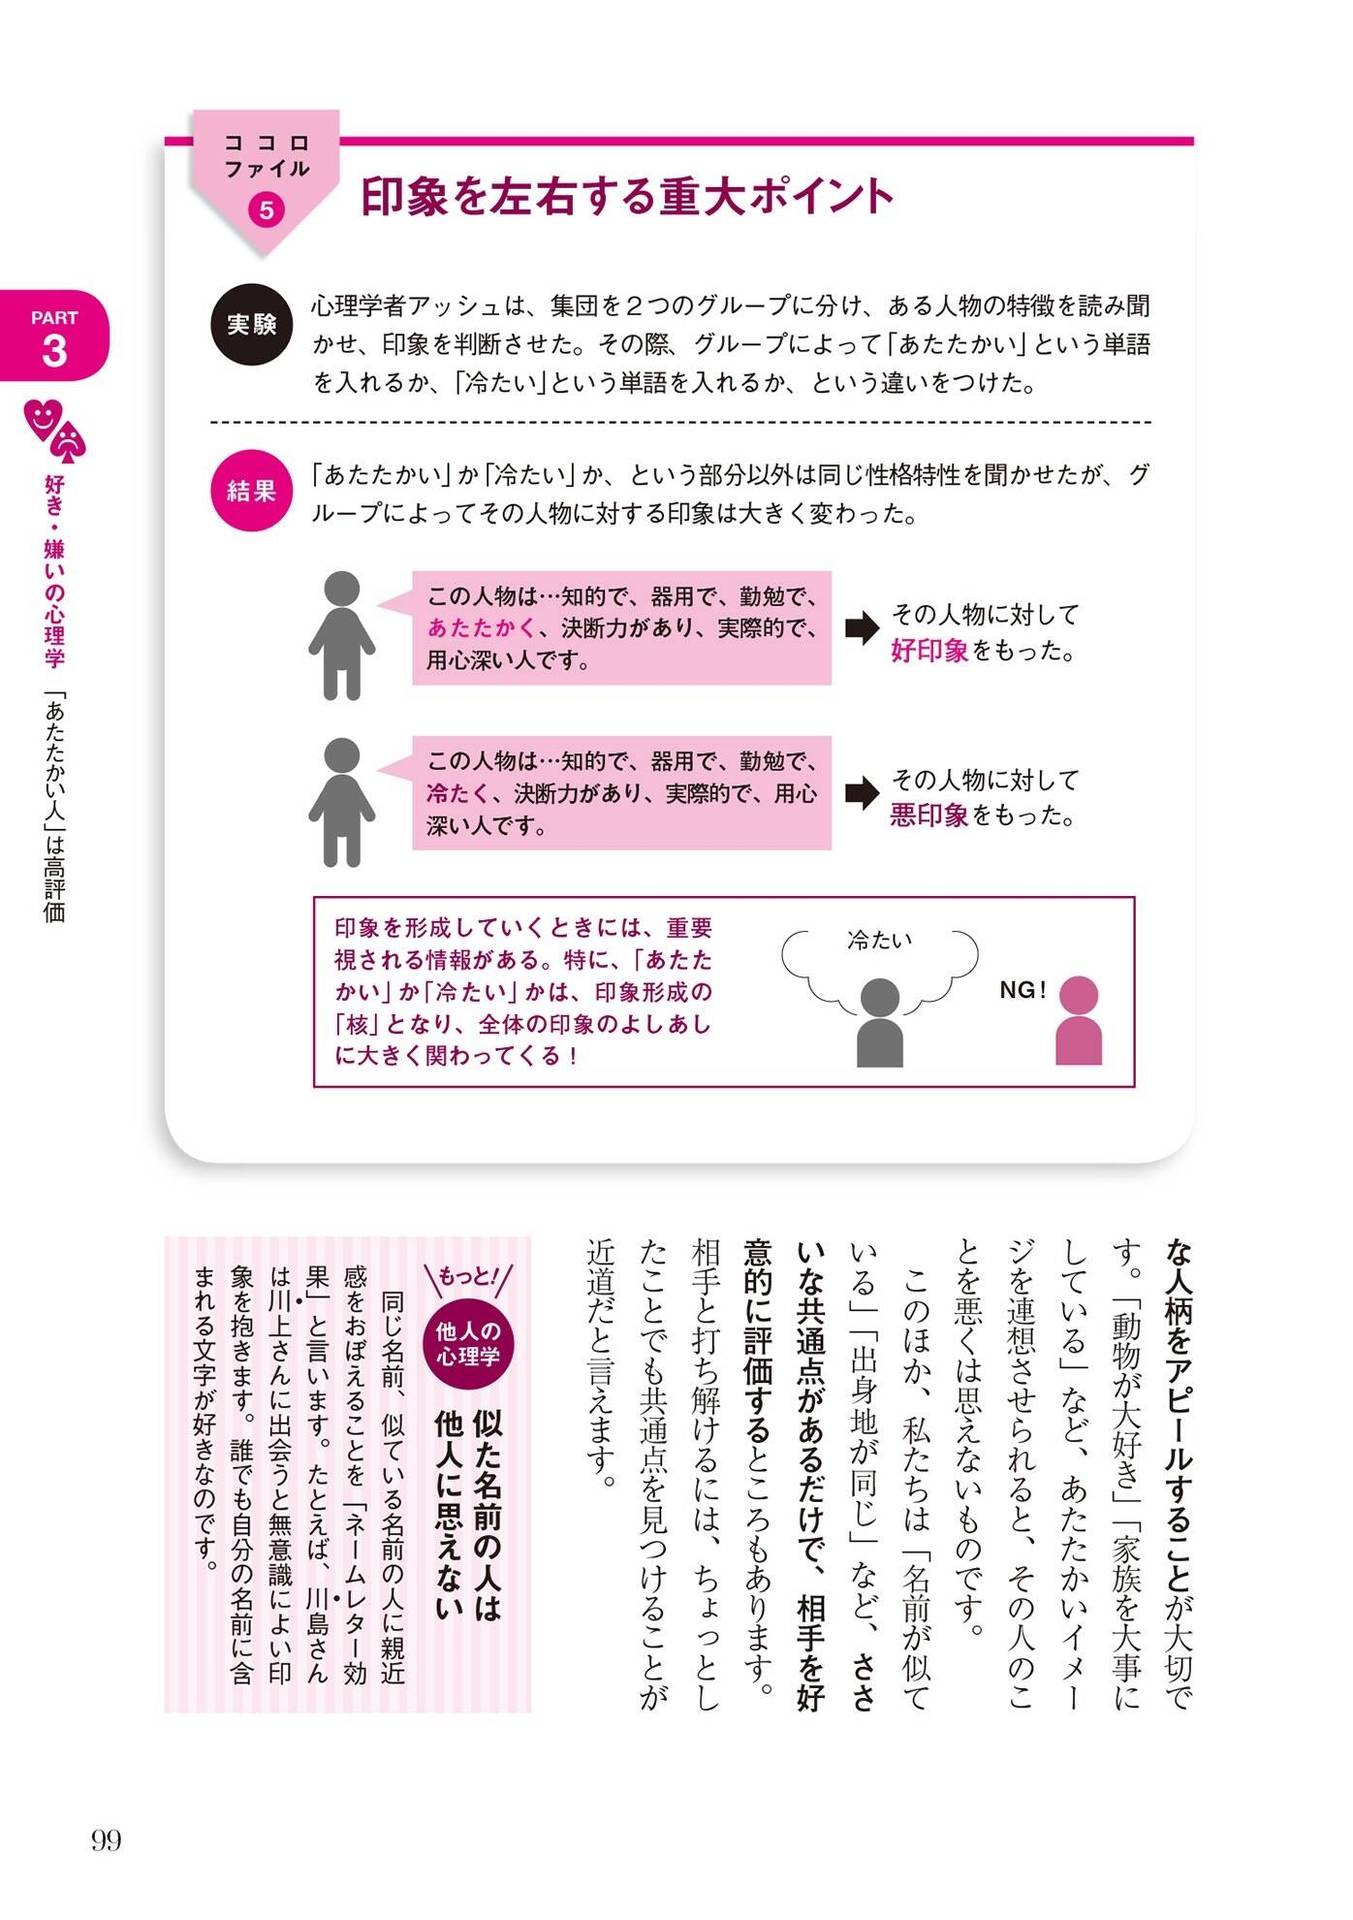 ココロ
ファイル
5
印象を左右する重大ポイント
実験
心理学者アッシュは、集団を２つのグループに分け、ある人物の特徴を読み聞
かせ、印象を判断させた。その際、グループによって「あたたかい」という単語
を入れるか、「冷たい」という単語を入れるか、という違いをつけた。
結果
「あたたかい」か「冷たい」か、という部分以外は同じ性格特性を聞かせたが、グ
ループによってその人物に対する印象は大きく変わった。
この人物は…知的で、器用で、勤勉で、
あたたかく、決断力があり、実際的で、
用心深い人です。
その人物に対して
好印象をもった。
この人物は…知的で、器用で、勤勉で、
冷たく、決断力があり、実際的で、用心
深い人です。
その人物に対して
悪印象をもった。
印象を形成していくときには、重要
視される情報がある。特に、「あたた
かい」か「冷たい」かは、印象形成の
「核」となり、全体の印象のよしあし
に大きく関わってくる！
冷たい
NG！
PART
3
好き・嫌いの心理学 「あたたかい人」は高評価
な人柄をアピールすることが大切で
す。「動物が大好き」「家族を大事に
している」など、あたたかいイメー
ジを連想させられると、その人のこ
とを悪くは思えないものです。
このほか、私たちは「名前が似て
いる」「出身地が同じ」など、ささ
いな共通点があるだけで、相手を好
意的に評価するところもあります。
相手と打ち解けるには、ちょっとし
たことでも共通点を見つけることが
近道だと言えます。
もっと！
他人の
心理学
似た名前の人は
他人に思えない
同じ名前、似ている名前の人に親近
感をおぼえることを「ネームレター効
果」と言います。たとえば、川島さん
は川上さんに出会うと無意識によい印
象を抱きます。誰でも自分の名前に含
まれる文字が好きなのです。
99